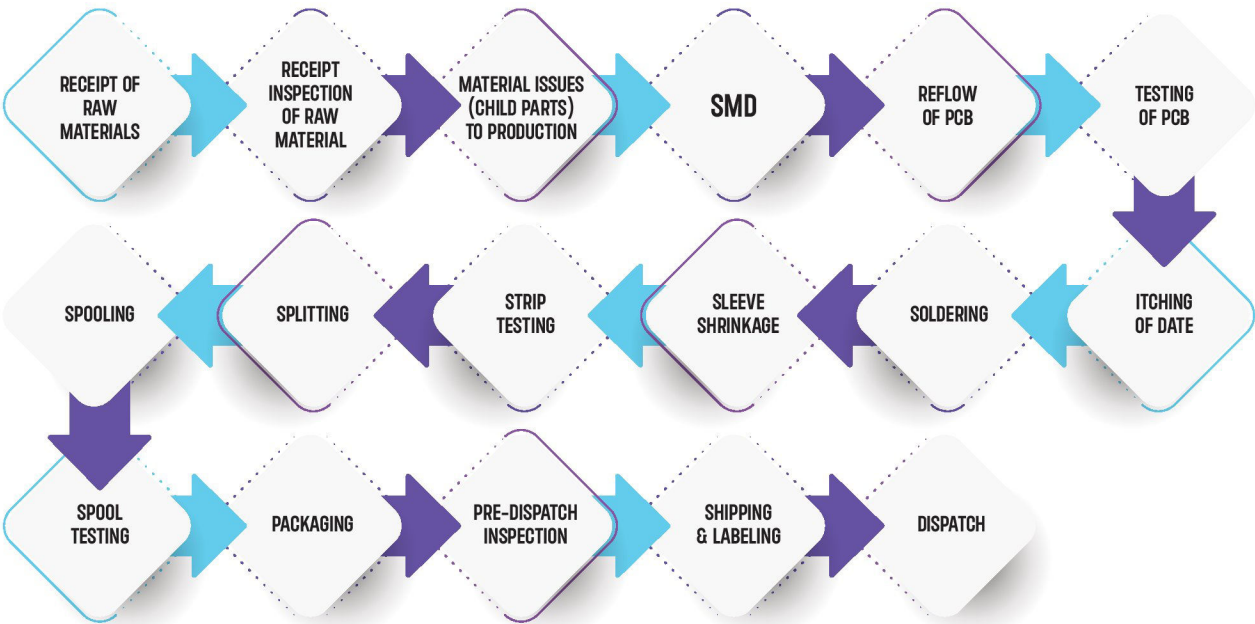 RECEIPT OF
RAW
MATERIALS
RECEIPT
INSPECTION
OF RAW
MATERIAL
MATERIAL ISSUES
(CHILD PARTS)
TO PRODUCTION
SMD
REFLOW
OF PCB
TESTING
OF PCB
ITCHING
OF DATE
SOLDERING
SLEEVE
SHRINKAGE
STRIP
TESTING
SPLITTING
SPOOLING
SPOOL
TESTING
PACKAGING
PRE-DISPATCH
INSPECTION
SHIPPING
& LABELING
DISPATCH